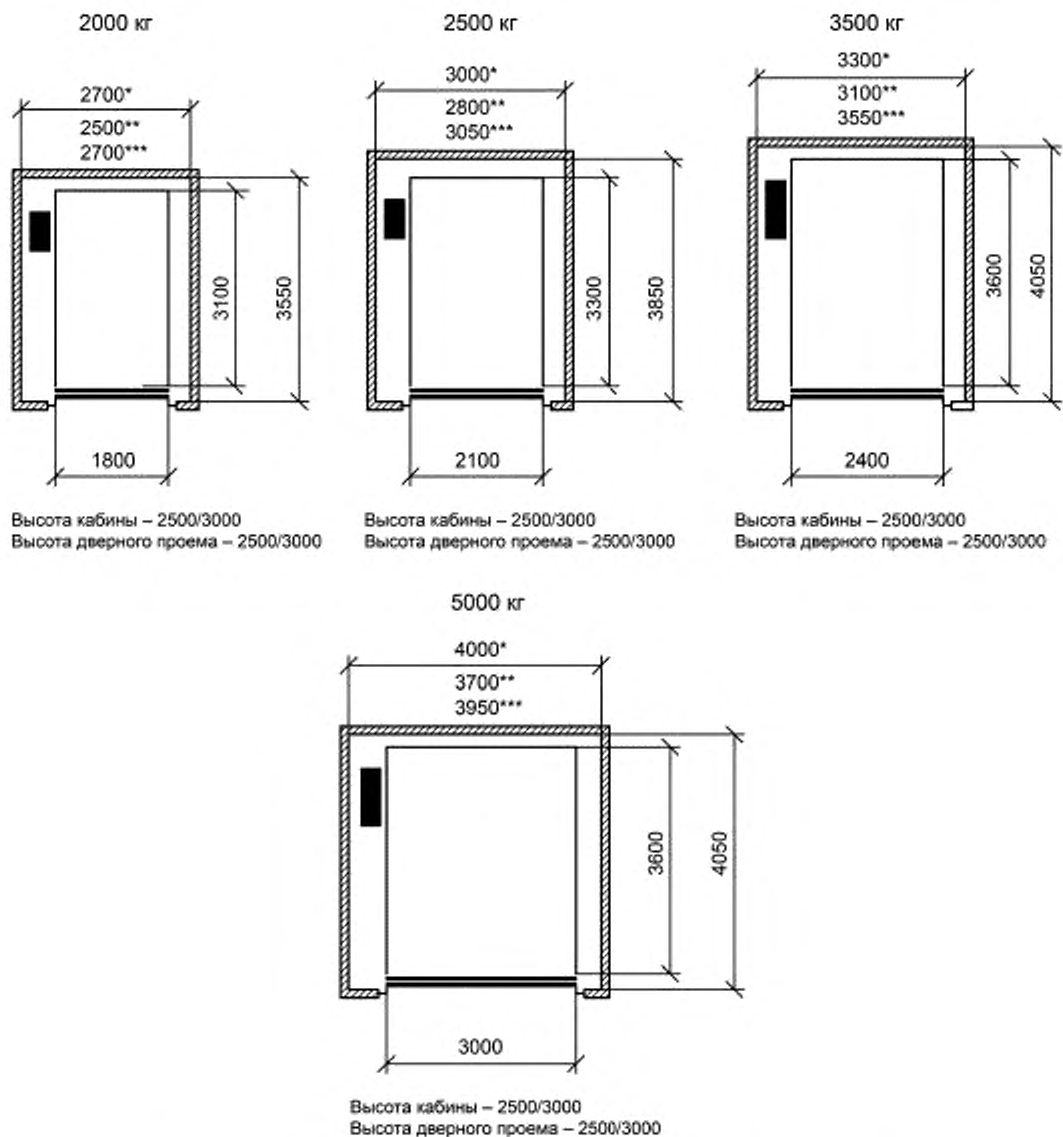 2000 кг
2700*
2500**
2700***
3100
3550
1800
Высота кабины – 2500/3000
Высота дверного проема – 2500/3000
2500 кг
3000*
2800**
3050***
3300
3850
2100
Высота кабины – 2500/3000
Высота дверного проема – 2500/3000
3500 кг
3300*
3100**
3550***
3600
4050
2400
Высота кабины – 2500/3000
Высота дверного проема – 2500/3000
5000 кг
4000*
3700**
3950***
3600
4050
3000
Высота кабины – 2500/3000
Высота дверного проема – 2500/3000